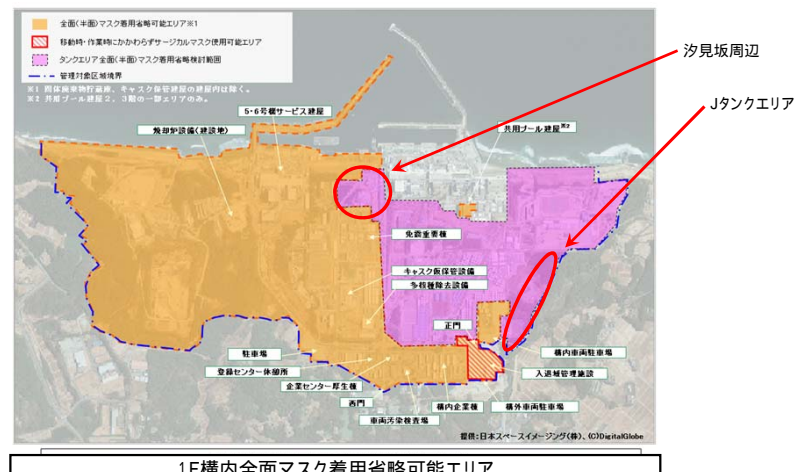 全面(半面)マスク着用省略可能エリア※1
移動時・作業時にかかわらずサージカルマスク使用可能エリア
タンクエリア全面(半面)マスク着用省略検討範囲
管理対象区域境界
※1 固体廃棄物貯蔵庫、キャスク保管建屋の建屋内は除く。
※2 共用プール建屋2、3階の一部エリアのみ。
汐見坂周辺
Jタンクエリア
5・6号機サービス建屋
焼却炉設備(建設地)
共用プール建屋※2
免震重要棟
キャスク仮保管設備
多核種除去設備
正門
駐車場
構内車両駐車場
登録センター休憩所
入退域管理施設
企業センター厚生棟
西門
構内企業棟
構外車両駐車場
車両汚染検査場
提供:日本スペースイメージング(株)、(C)DigitalGlobe
1F構内全面マスク着用省略可能エリア